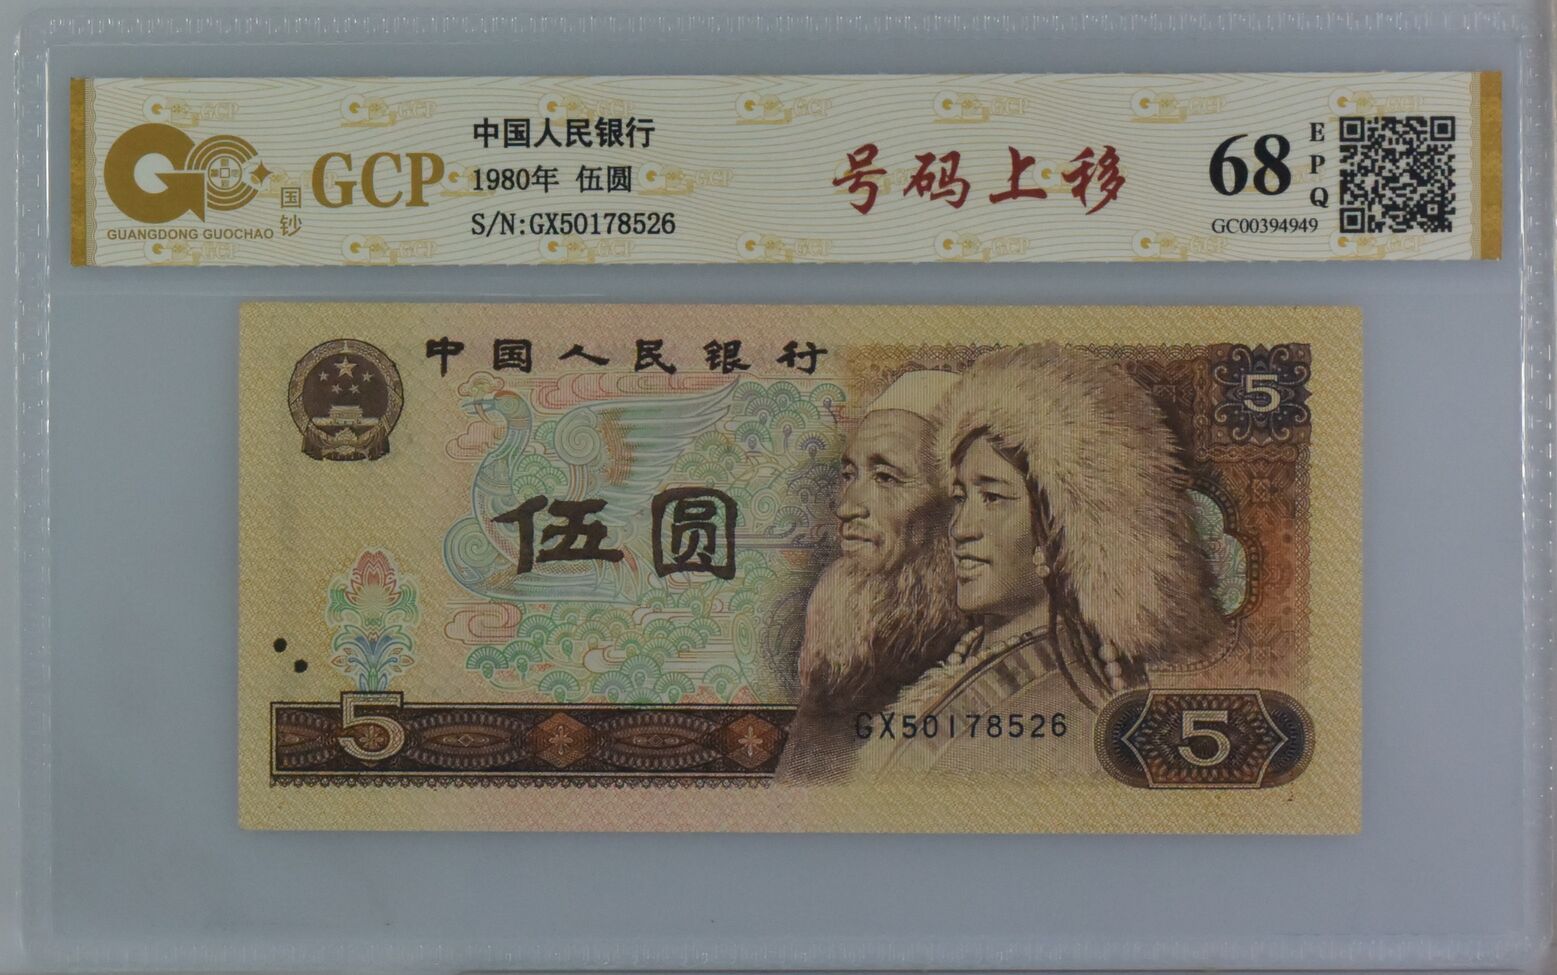 GUANGDONG GUOCHAO
国钞
GCP
中国人民银行
1980年 伍圆
S/N:GX50178526
号码上移
68
EPQ
GC00394949
中国人民银行
5
伍圆
5
GX50178526
5